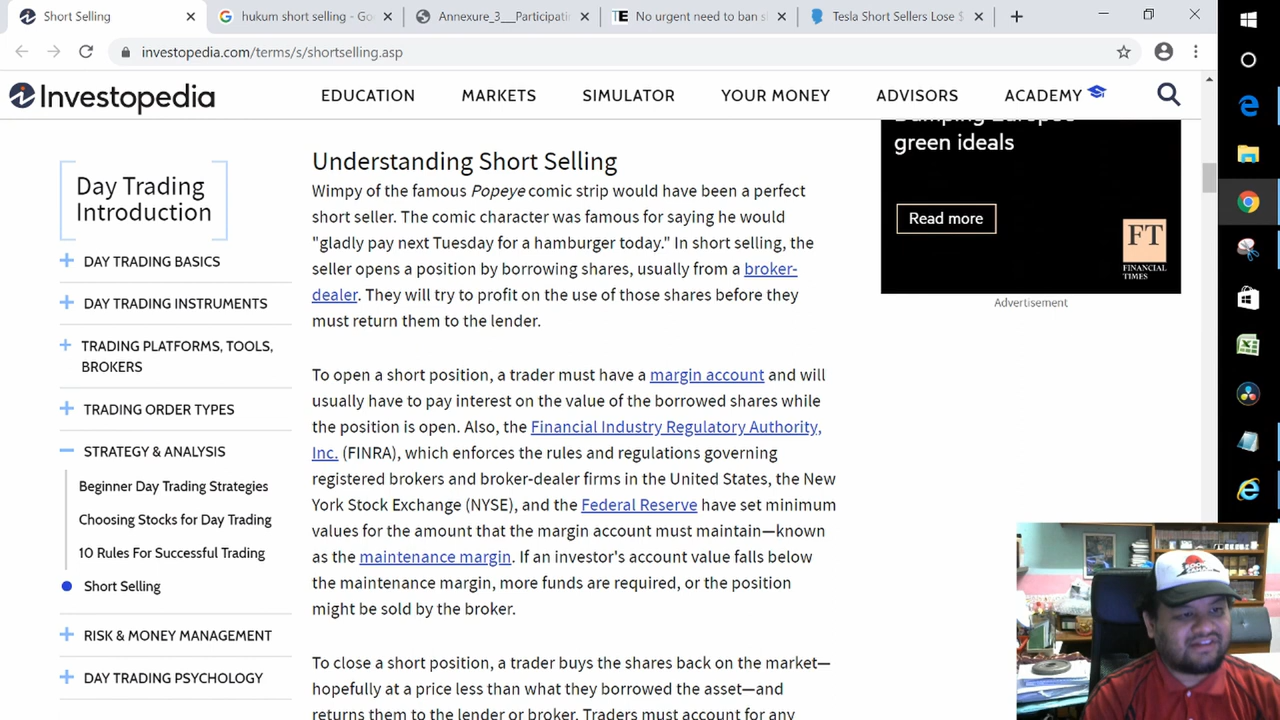 Short Selling
hukum short selling - Go
Annexure_3___Participati
No urgent need to ban s
Tesla Short Sellers Lose $
investopedia.com/terms/s/shortselling.asp
Investopedia
EDUCATION
MARKETS
SIMULATOR
YOUR MONEY
ADVISORS
ACADEMY
Day Trading
Introduction
DAY TRADING BASICS
DAY TRADING INSTRUMENTS
TRADING PLATFORMS, TOOLS,
BROKERS
TRADING ORDER TYPES
STRATEGY & ANALYSIS
Beginner Day Trading Strategies
Choosing Stocks for Day Trading
10 Rules For Successful Trading
Short Selling
RISK & MONEY MANAGEMENT
DAY TRADING PSYCHOLOGY
Understanding Short Selling
Wimpy of the famous Popeye comic strip would have been a perfect
short seller. The comic character was famous for saying he would
"gladly pay next Tuesday for a hamburger today." In short selling, the
seller opens a position by borrowing shares, usually from a broker-
dealer. They will try to profit on the use of those shares before they
must return them to the lender.
To open a short position, a trader must have a margin account and will
usually have to pay interest on the value of the borrowed shares while
the position is open. Also, the Financial Industry Regulatory Authority,
Inc. (FINRA), which enforces the rules and regulations governing
registered brokers and broker-dealer firms in the United States, the New
York Stock Exchange (NYSE), and the Federal Reserve have set minimum
values for the amount that the margin account must maintain—known
as the maintenance margin. If an investor's account value falls below
the maintenance margin, more funds are required, or the position
might be sold by the broker.
To close a short position, a trader buys the shares back on the market—
hopefully at a price less than what they borrowed the asset—and
returns them to the lender or broker. Traders must account for any
green ideals
Read more
FT
FINANCIAL
TIMES
Advertisement